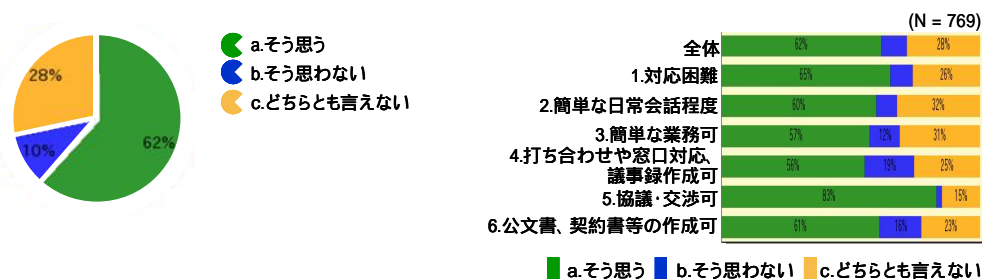 (N = 769)
28%
10%
62%
a.そう思う
b.そう思わない
c.どちらとも言えない
全体
62%
28%
1.対応困難
65%
26%
2.簡単な日常会話程度
60%
32%
3.簡単な業務可
57%
12%
31%
4.打ち合わせや窓口対応、
議事録作成可
56%
19%
25%
5.協議・交渉可
83%
15%
6.公文書、契約書等の作成可
61%
16%
23%
a.そう思う
b.そう思わない
c.どちらとも言えない